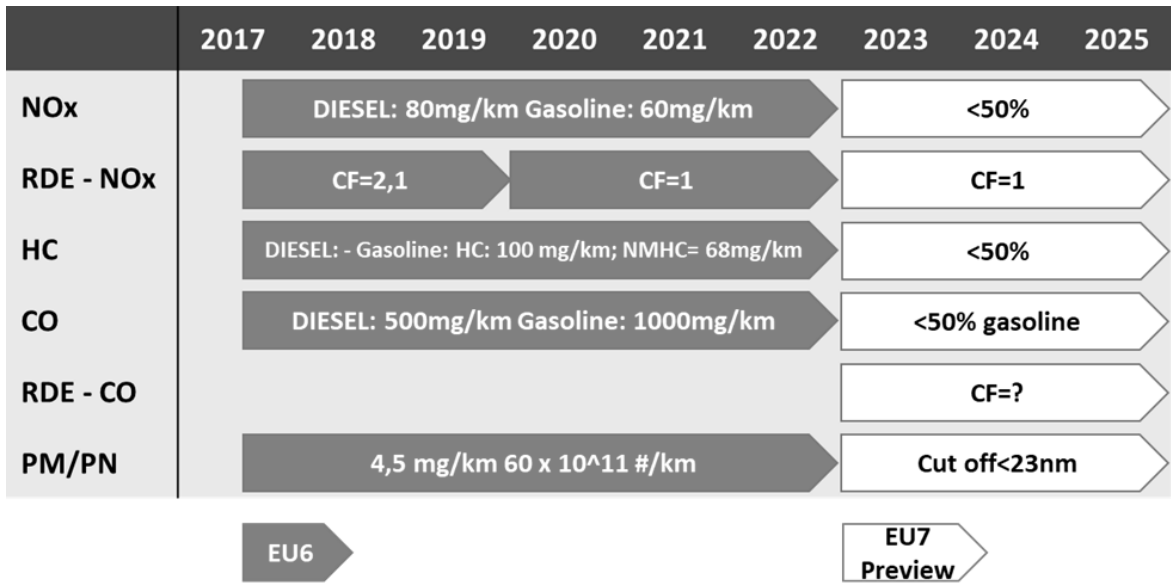 2017 2018 2019 2020 2021 2022 2023 2024 2025
NOx DIESEL: 80mg/km Gasoline: 60mg/km <50%
RDE - NOx CF=2,1 CF=1 CF=1
HC DIESEL: - Gasoline: HC: 100 mg/km; NMHC= 68mg/km <50%
CO DIESEL: 500mg/km Gasoline: 1000mg/km <50% gasoline
RDE - CO CF=?
PM/PN 4,5 mg/km 60 x 10^11 #/km Cut off<23nm
EU6
EU7
Preview